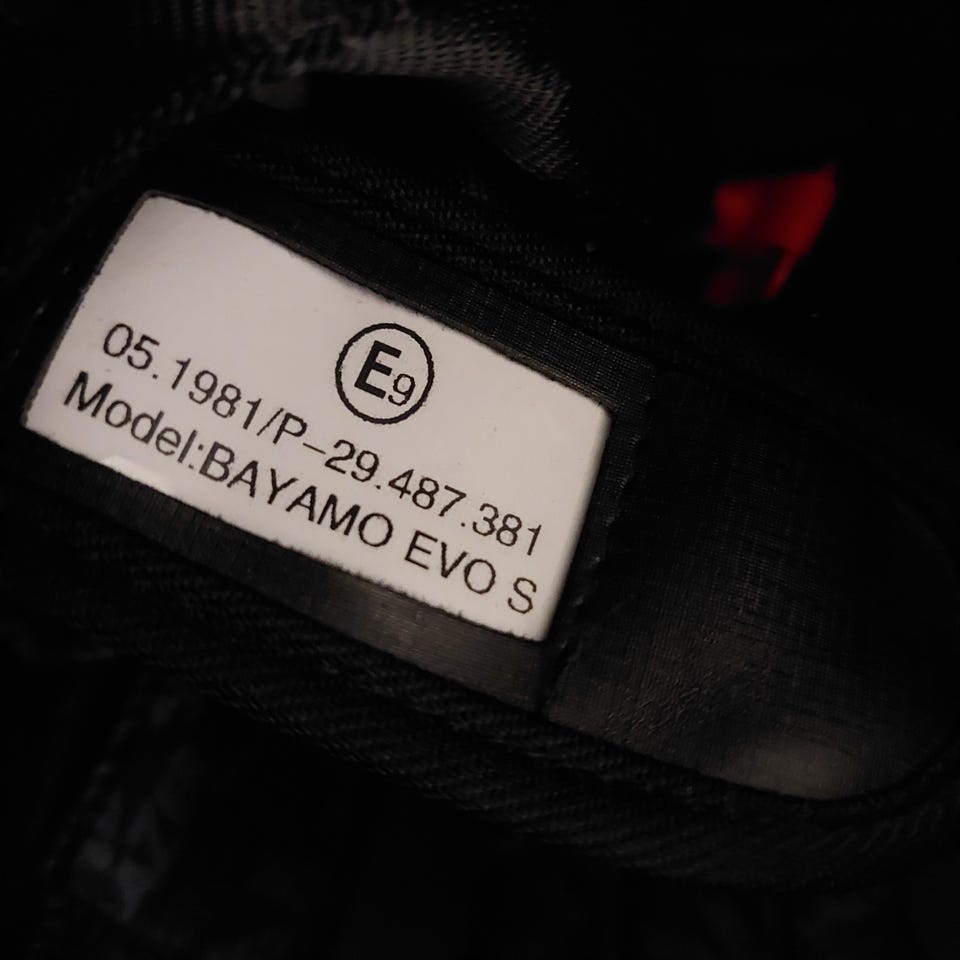 E9
05.1981/P-29.487.381
Model:BAYAMO EVO S